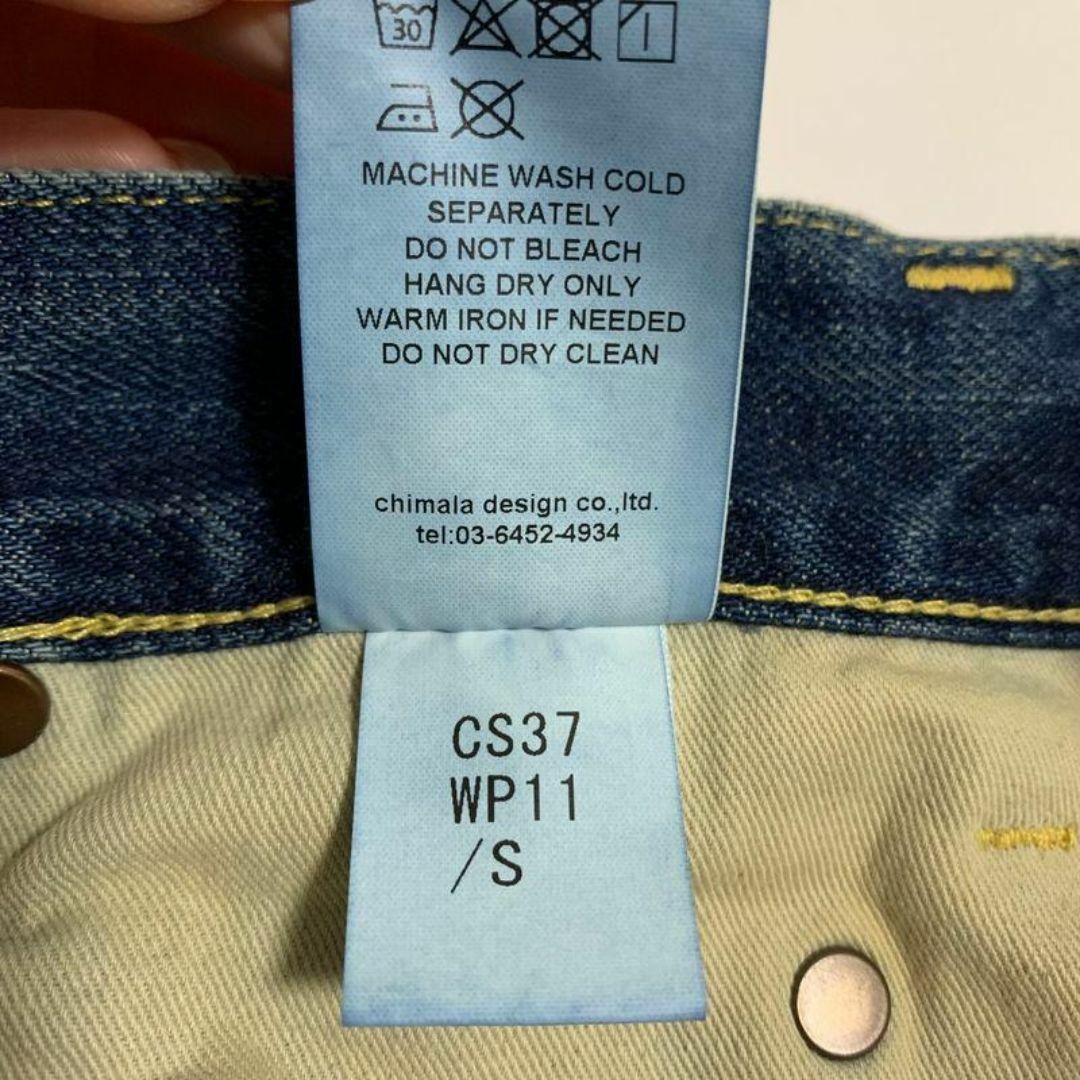 30
MACHINE WASH COLD
SEPARATELY
DO NOT BLEACH
HANG DRY ONLY
WARM IRON IF NEEDED
DO NOT DRY CLEAN
chimala design co.,ltd.
tel:03-6452-4934
CS37
WP11
/S